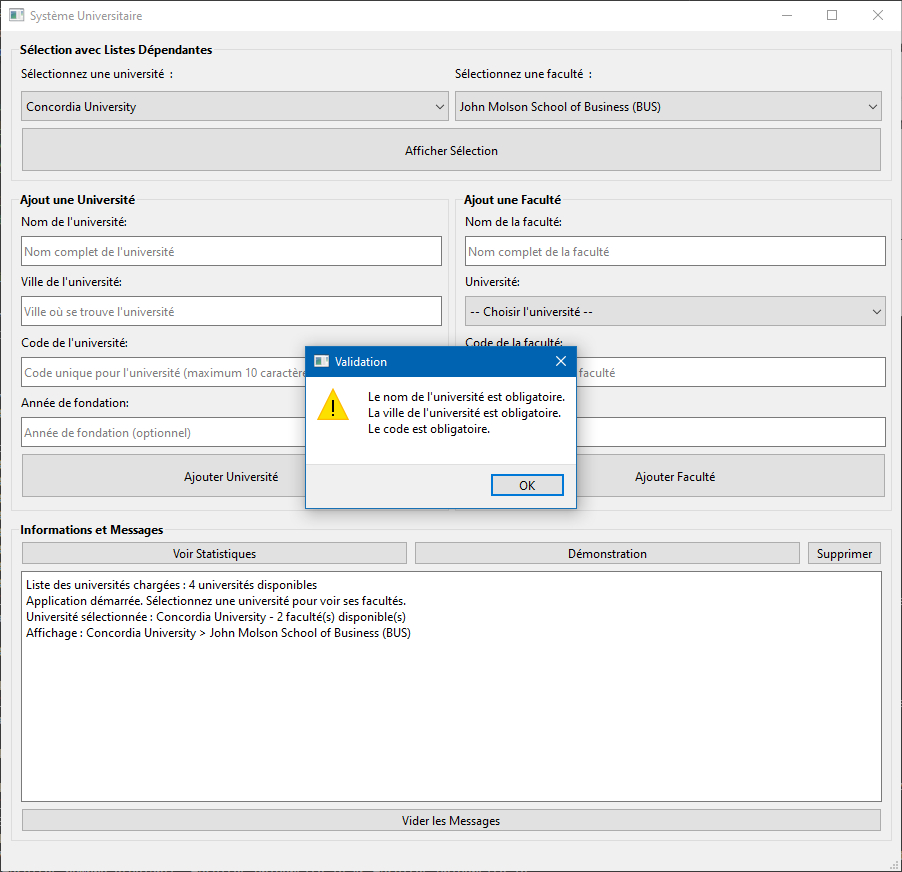 Système Universitaire
Sélection avec Listes Dépendantes
Sélectionnez une université :
Sélectionnez une faculté :
Concordia University
John Molson School of Business (BUS)
Afficher Sélection
Ajout une Université
Ajout une Faculté
Nom de l'université:
Nom de la faculté:
Nom complet de l'université
Nom complet de la faculté
Ville de l'université:
Université:
Ville où se trouve l'université
-- Choisir l'université --
Code de l'université:
Code de la faculté:
Code unique pour l'université (maximum 10 caractère
faculté
Année de fondation:
Année de fondation (optionnel)
Validation
Le nom de l'université est obligatoire.
La ville de l'université est obligatoire.
Le code est obligatoire.
OK
Ajouter Université
Ajouter Faculté
Informations et Messages
Voir Statistiques
Démonstration
Supprimer
Liste des universités chargées : 4 universités disponibles
Application démarrée. Sélectionnez une université pour voir ses facultés.
Université sélectionnée : Concordia University - 2 faculté(s) disponible(s)
Affichage : Concordia University > John Molson School of Business (BUS)
Vider les Messages